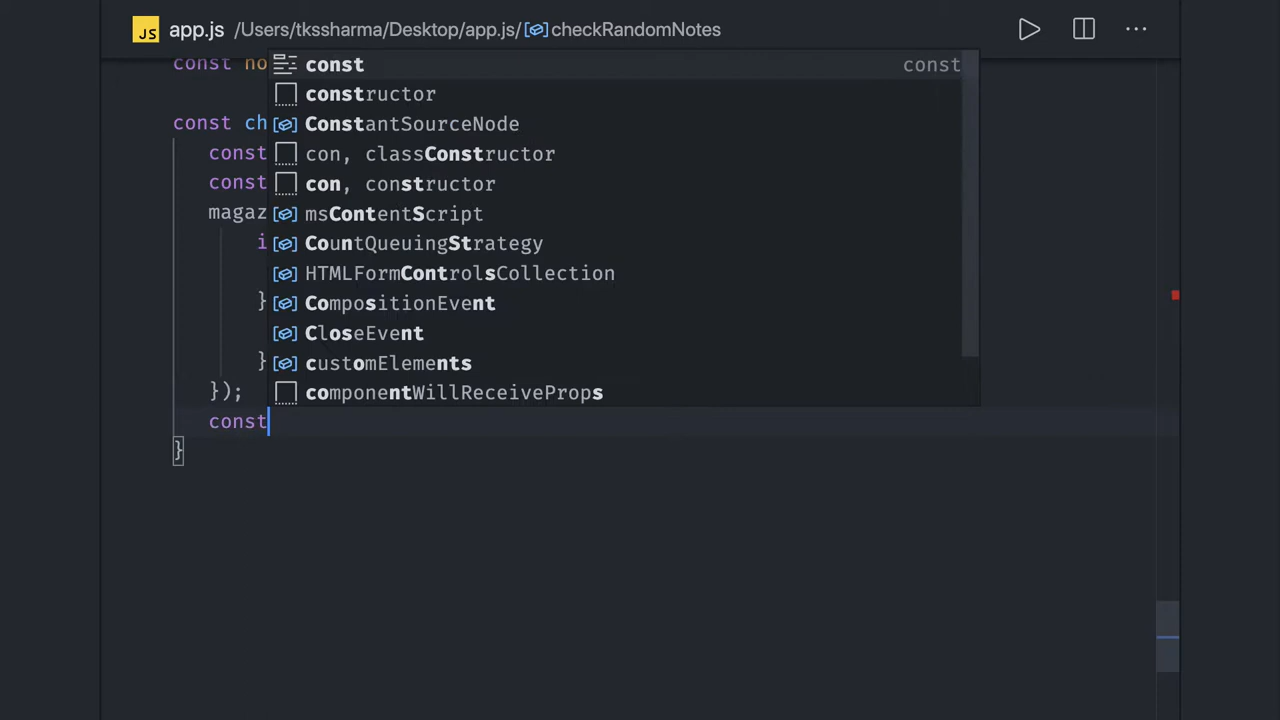 JS app.js /Users/tkssharma/Desktop/app.js/ checkRandomNotes ...
const no
const const
constructor
const ch
ConstantSourceNode
const
con, classConstructor
const
con, constructor
magaz
msContentScript
i
CountQueuingStrategy
HTMLFormControlsCollection
}
CompositionEvent
CloseEvent
}
customElements
});
componentWillReceiveProps
const
}